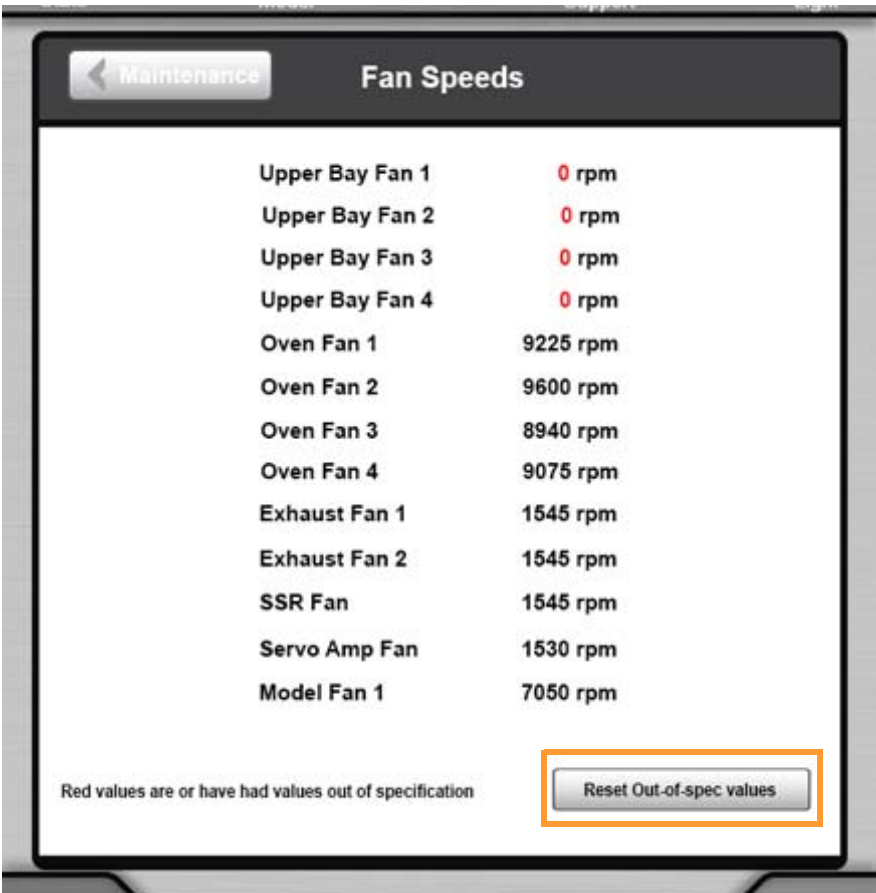 Maintenance
Fan Speeds
Upper Bay Fan 1 0 rpm
Upper Bay Fan 2 0 rpm
Upper Bay Fan 3 0 rpm
Upper Bay Fan 4 0 rpm
Oven Fan 1 9225 rpm
Oven Fan 2 9600 rpm
Oven Fan 3 8940 rpm
Oven Fan 4 9075 rpm
Exhaust Fan 1 1545 rpm
Exhaust Fan 2 1545 rpm
SSR Fan 1545 rpm
Servo Amp Fan 1530 rpm
Model Fan 1 7050 rpm
Red values are or have had values out of specification
Reset Out-of-spec values